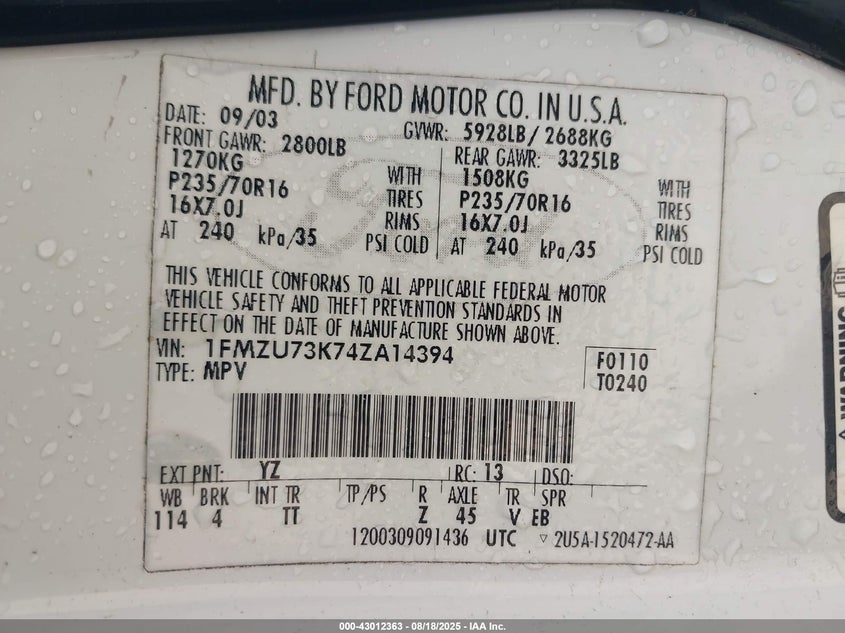 MFD. BY FORD MOTOR CO. IN U.S.A.
DATE: 09/03 GVWR: 5928LB/ 2688KG
FRONT GAWR: 2800LB REAR GAWR: 3325LB
1270KG WITH 1508KG WITH
P235/70R16 TIRES P235/70R16 TIRES
16X7.0J RIMS 16X7.0J RIMS
AT 240 kPa/35 PSI COLD AT 240 kPa/35 PSI COLD
THIS VEHICLE CONFORMS TO ALL APPLICABLE FEDERAL MOTOR
VEHICLE SAFETY AND THEFT PREVENTION STANDARDS IN
EFFECT ON THE DATE OF MANUFACTURE SHOWN ABOVE.
VIN: 1FMZU73K74ZA14394 F0110
TYPE: MPV T0240
EXT PNT: YZ RC: 13 DSO:
WB BRK INT TR TP/PS R AXLE TR SPR
114 4 TT Z 45 V EB
1200309091436 UTC ▽ 2U5A-1520472-AA
WARNING
000-43012363 - 08/18/2025 - IAA Inc.